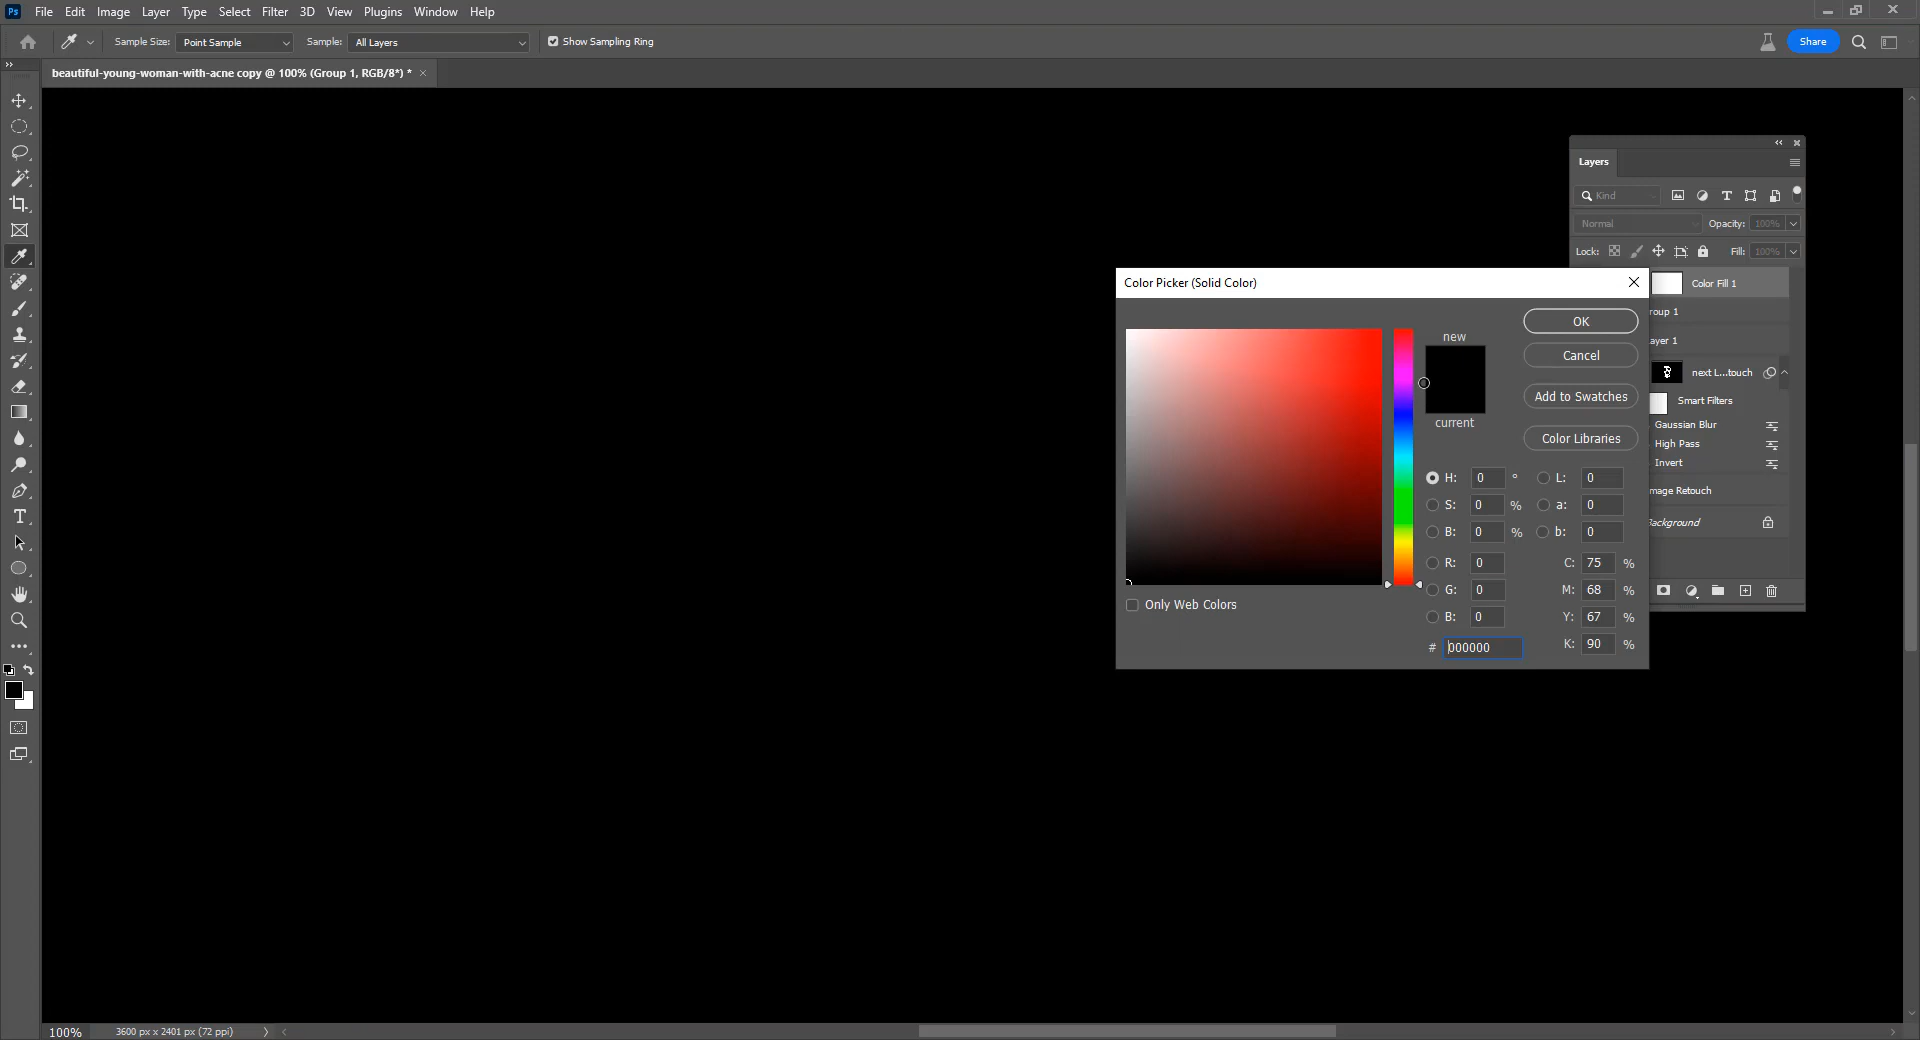 Ps File Edit Image Layer Type Select Filter 3D View Plugins Window Help
Sample Size: Point Sample Sample: All Layers Show Sampling Ring Share
beautiful-young-woman-with-acne copy @ 100% (Group 1, RGB/8*) *
Layers
Kind
Normal Opacity: 100%
Lock: Fill: 100%
Color Fill 1
roup 1
ayer 1
next L...touch
Smart Filters
Gaussian Blur
High Pass
Invert
mage Retouch
Background
Color Picker (Solid Color)
new
current
OK
Cancel
Add to Swatches
Color Libraries
H: 0 ° L: 0
S: 0 % a: 0
B: 0 % b: 0
R: 0 C: 75 %
G: 0 M: 68 %
B: 0 Y: 67 %
# 000000 K: 90 %
Only Web Colors
T
100% 3600 px x 2401 px (72 ppi)